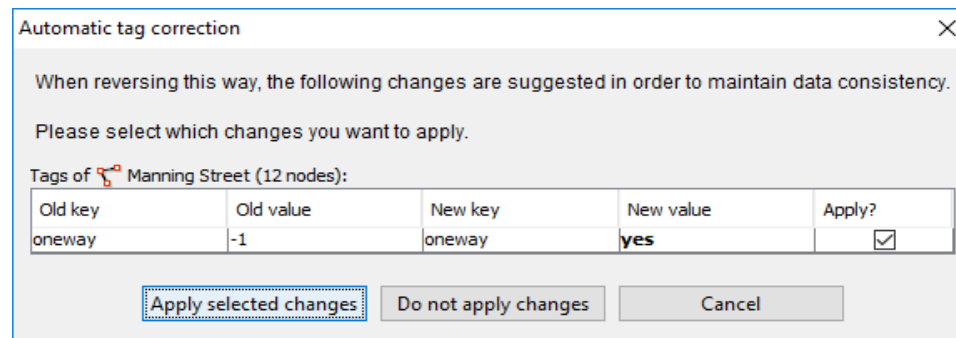 Automatic tag correction
When reversing this way, the following changes are suggested in order to maintain data consistency.
Please select which changes you want to apply.
Tags of Manning Street (12 nodes):
Old key Old value New key New value Apply?
oneway -1 oneway yes
Apply selected changes Do not apply changes Cancel